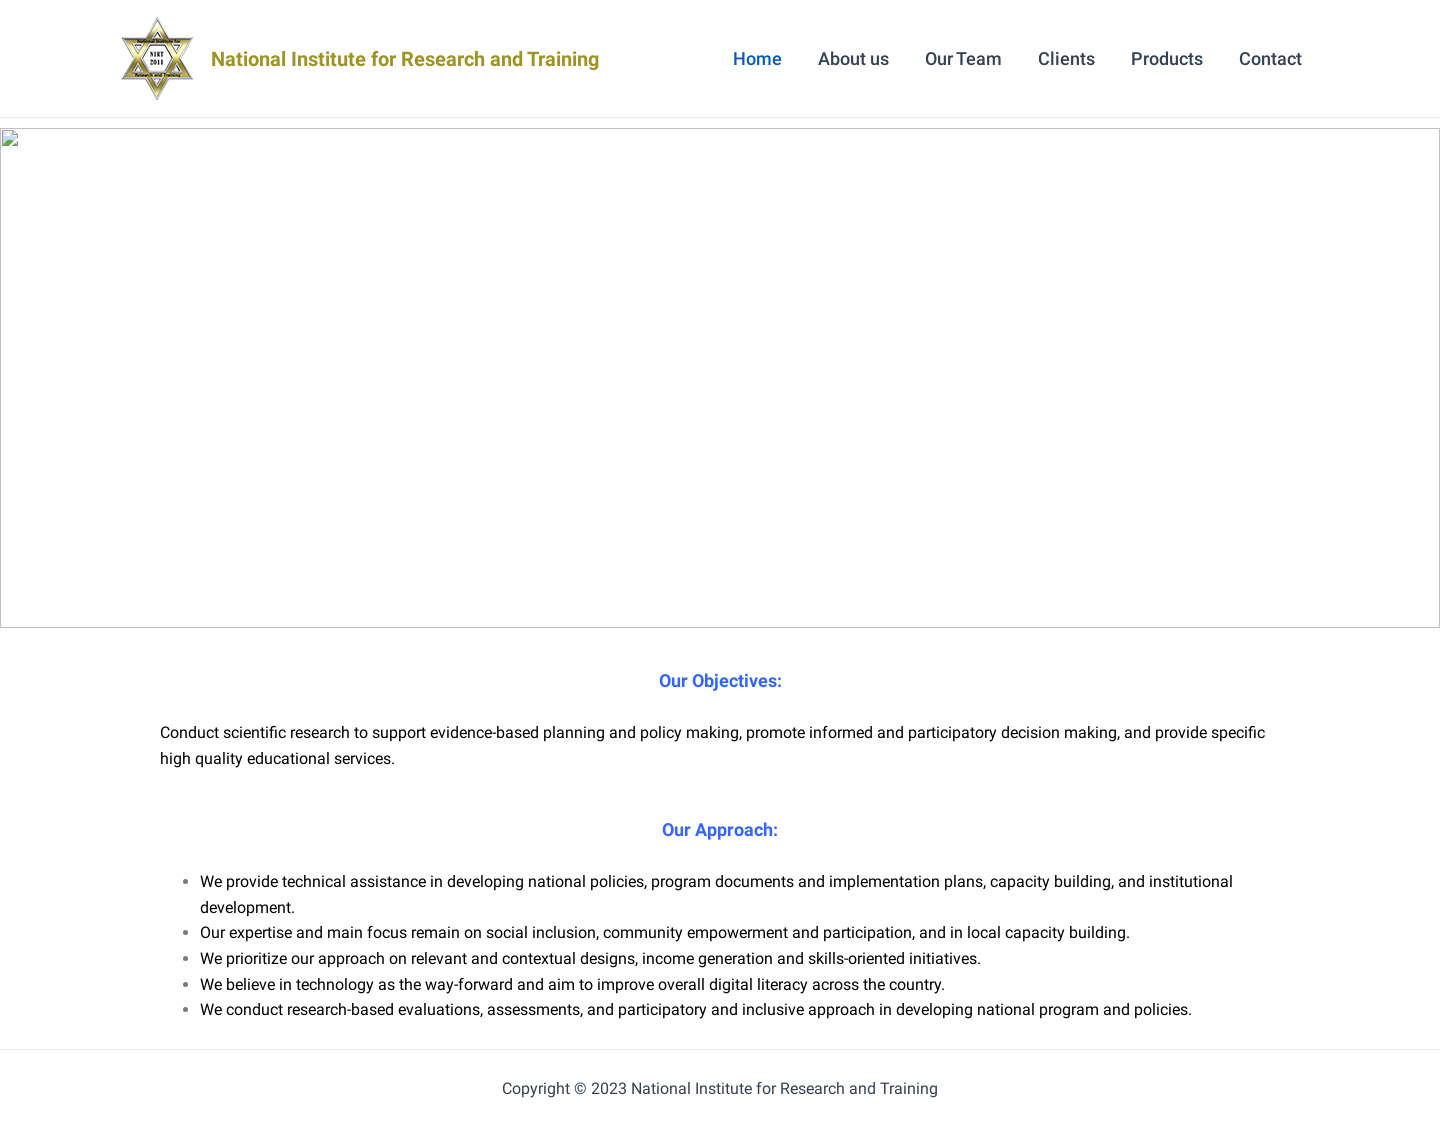 National Institute for
NIRT
2011
Research and Training
National Institute for Research and Training
Home
About us
Our Team
Clients
Products
Contact
Our Objectives:
Conduct scientific research to support evidence-based planning and policy making, promote informed and participatory decision making, and provide specific
high quality educational services.
Our Approach:
We provide technical assistance in developing national policies, program documents and implementation plans, capacity building, and institutional
development.
Our expertise and main focus remain on social inclusion, community empowerment and participation, and in local capacity building.
We prioritize our approach on relevant and contextual designs, income generation and skills-oriented initiatives.
We believe in technology as the way-forward and aim to improve overall digital literacy across the country.
We conduct research-based evaluations, assessments, and participatory and inclusive approach in developing national program and policies.
Copyright © 2023 National Institute for Research and Training